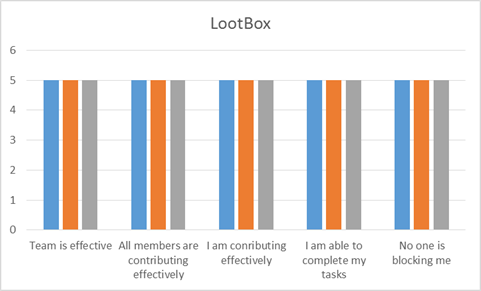 LootBox
6
5
4
3
2
1
0
Team is effective
All members are
contributing
effectively
I am conributing
effectively
I am able to
complete my
tasks
No one is
blocking me